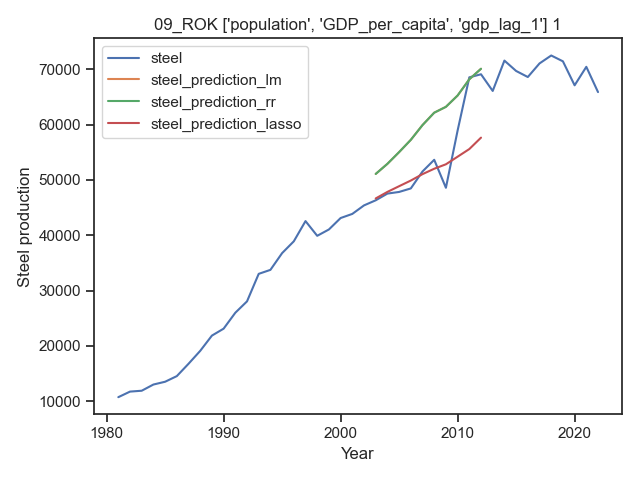 09_ROK ['population', 'GDP_per_capita', 'gdp_lag_1'] 1
steel
steel_prediction_lm
steel_prediction_rr
steel_prediction_lasso
70000
60000
50000
40000
30000
20000
10000
Steel production
1980 1990 2000 2010 2020
Year